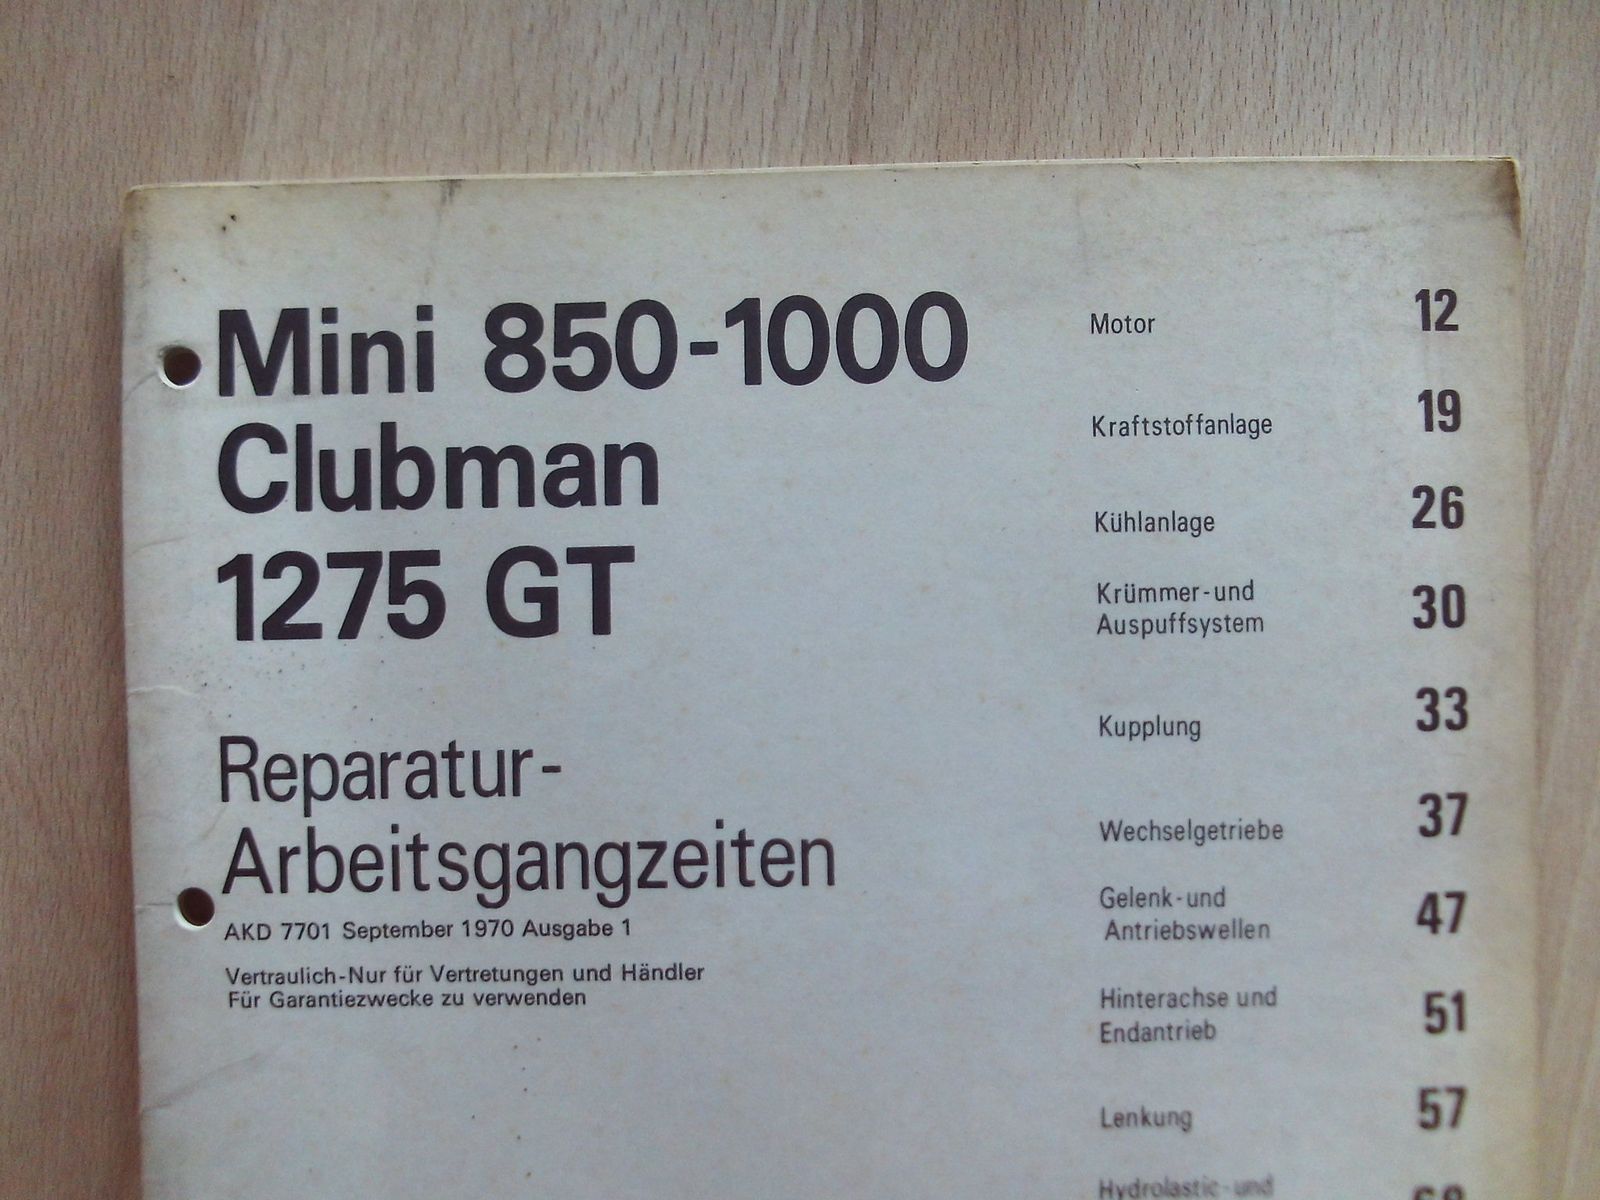 Mini 850-1000
Clubman
1275 GT
Reparatur-
Arbeitsgangzeiten
AKD 7701 September 1970 Ausgabe 1
Vertraulich-Nur für Vertretungen und Händler
Für Garantiezwecke zu verwenden
Motor 12
Kraftstoffanlage 19
Kühlanlage 26
Krümmer-und
Auspuffsystem 30
Kupplung 33
Wechselgetriebe 37
Gelenk-und
Antriebswellen 47
Hinterachse und
Endantrieb 51
Lenkung 57
Hydrolastic-und